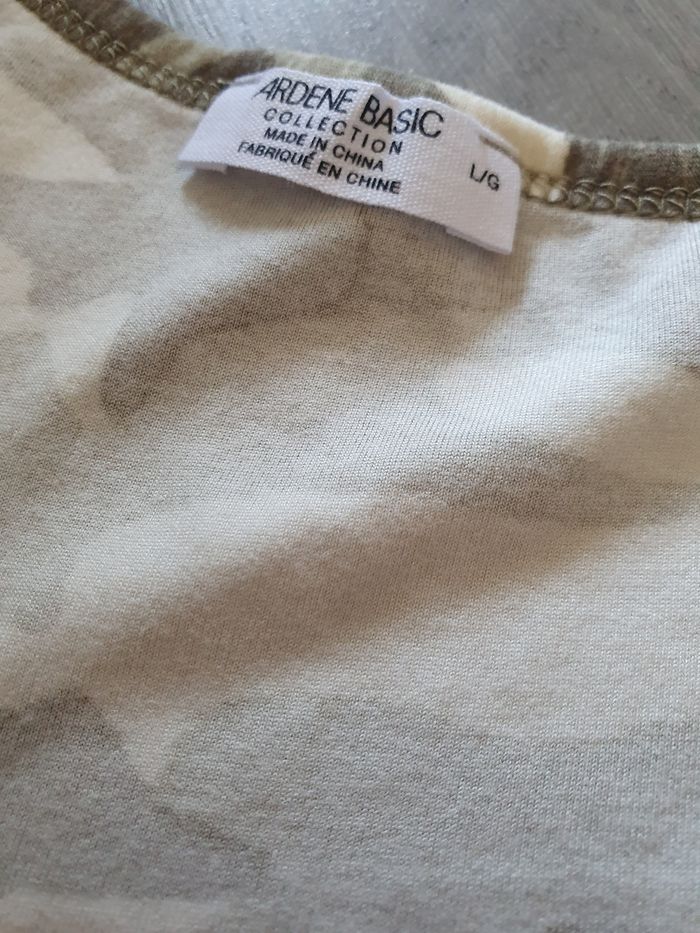 ARDENE BASIC
COLLECTION
MADE IN CHINA
FABRIQUÉ EN CHINE
L/G